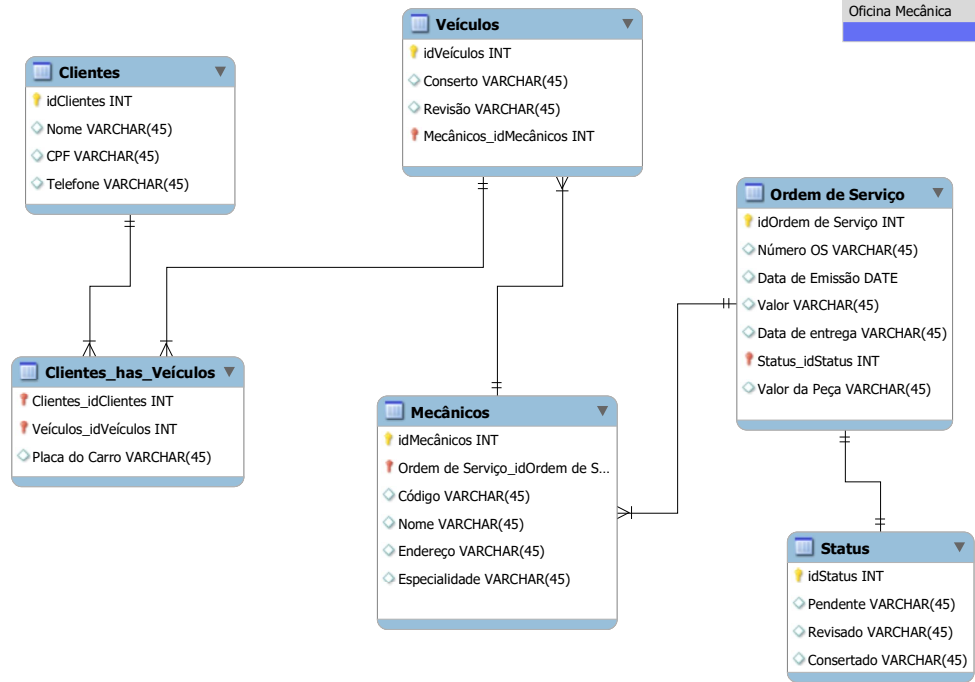 Oficina Mecânica
Veículos
idVeículos INT
Conserto VARCHAR(45)
Revisão VARCHAR(45)
Mecânicos_idMecânicos INT
Clientes
idClientes INT
Nome VARCHAR(45)
CPF VARCHAR(45)
Telefone VARCHAR(45)
Ordem de Serviço
idOrdem de Serviço INT
Número OS VARCHAR(45)
Data de Emissão DATE
Valor VARCHAR(45)
Data de entrega VARCHAR(45)
Status_idStatus INT
Valor da Peça VARCHAR(45)
Clientes_has_Veículos
Clientes_idClientes INT
Veículos_idVeículos INT
Placa do Carro VARCHAR(45)
Mecânicos
idMecânicos INT
Ordem de Serviço_idOrdem de S...
Código VARCHAR(45)
Nome VARCHAR(45)
Endereço VARCHAR(45)
Especialidade VARCHAR(45)
Status
idStatus INT
Pendente VARCHAR(45)
Revisado VARCHAR(45)
Consertado VARCHAR(45)